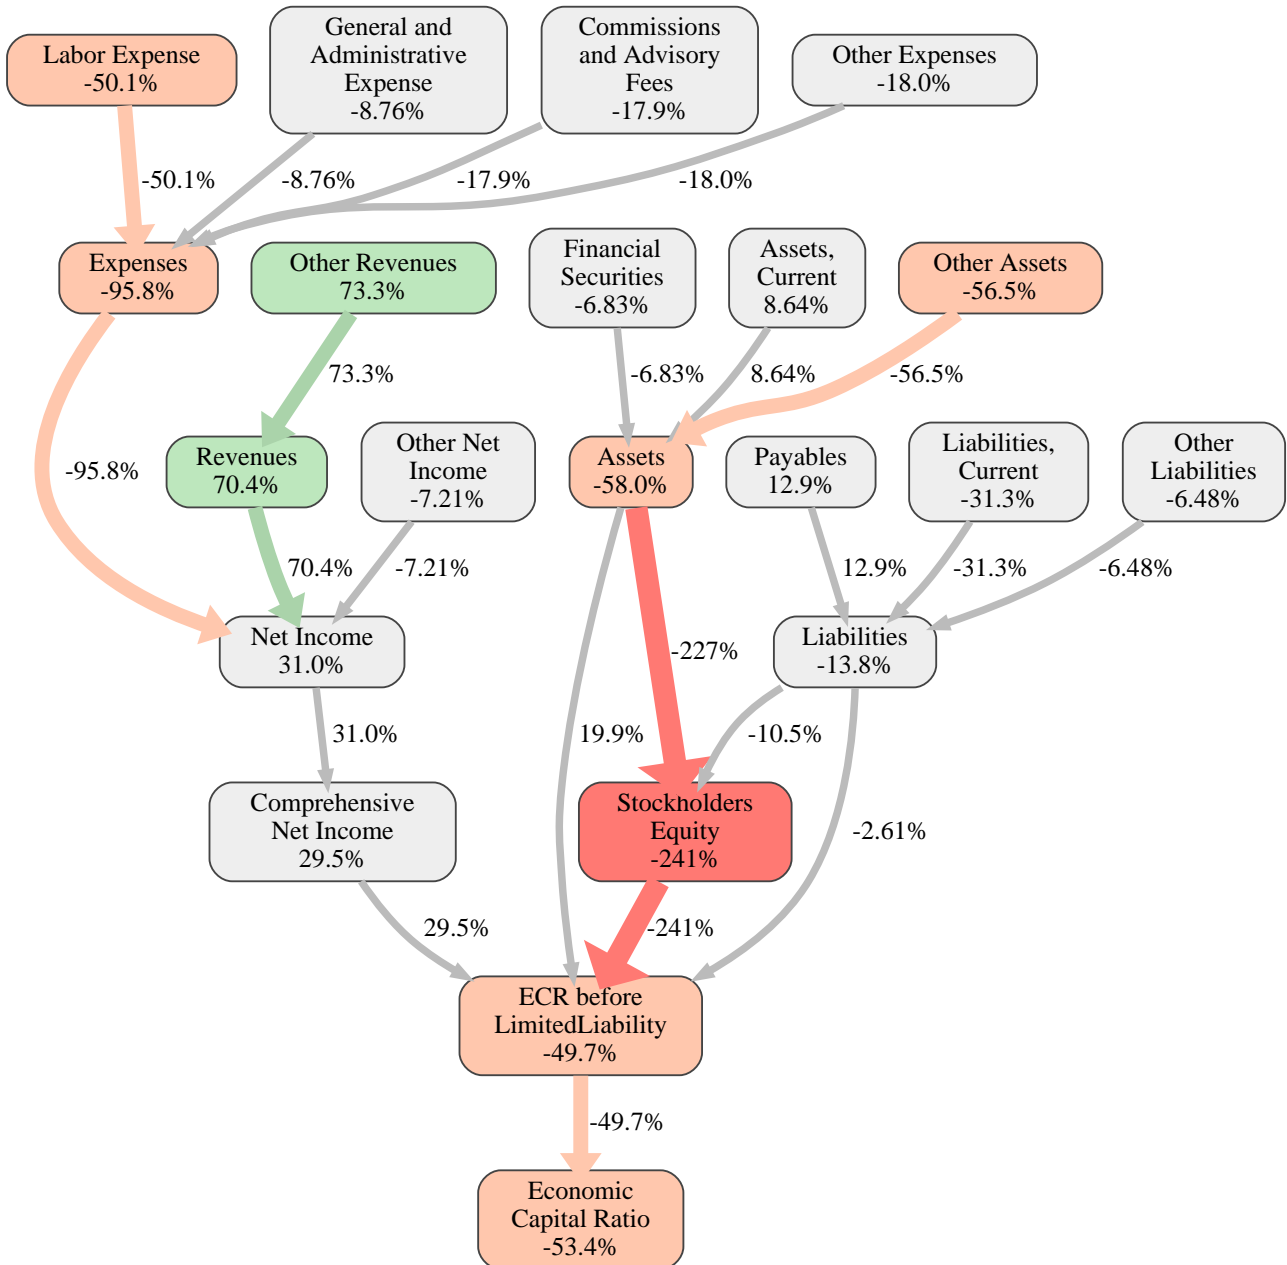 Labor Expense
-50.1%
General and
Administrative
Expense
-8.76%
Commissions
and Advisory
Fees
-17.9%
Other Expenses
-18.0%
-50.1%
-8.76%
-17.9%
-18.0%
Expenses
-95.8%
Other Revenues
73.3%
Financial
Securities
-6.83%
Assets,
Current
8.64%
Other Assets
-56.5%
73.3%
-6.83%
8.64%
-56.5%
-95.8%
Revenues
70.4%
Other Net
Income
-7.21%
Assets
-58.0%
Payables
12.9%
Liabilities,
Current
-31.3%
Other
Liabilities
-6.48%
70.4%
-7.21%
12.9%
-31.3%
-6.48%
Net Income
31.0%
-227%
Liabilities
-13.8%
31.0%
19.9%
-10.5%
Comprehensive
Net Income
29.5%
Stockholders
Equity
-241%
-2.61%
29.5%
-241%
ECR before
LimitedLiability
-49.7%
-49.7%
Economic
Capital Ratio
-53.4%